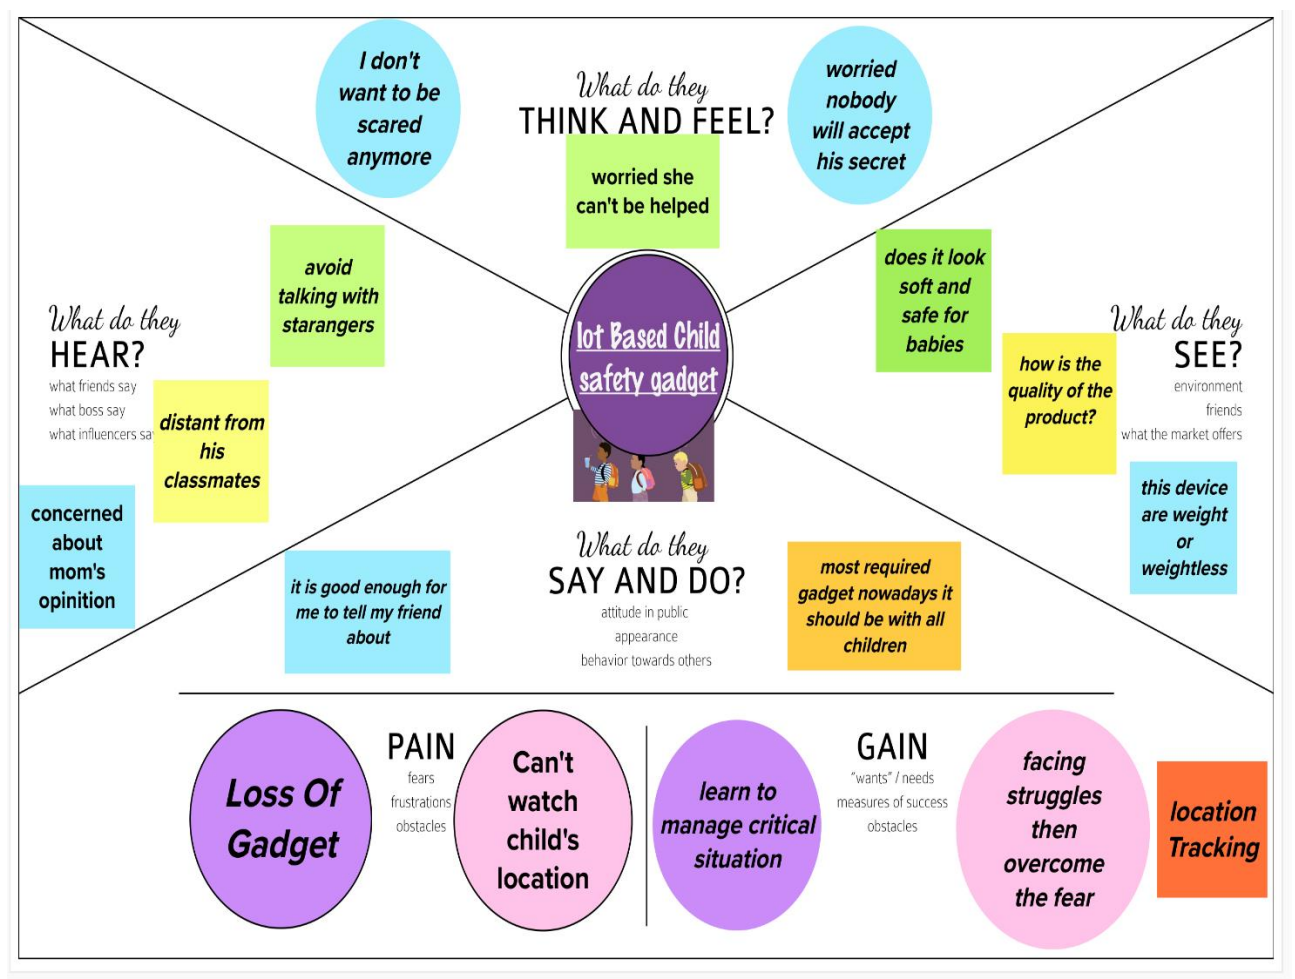 I don't
want to be
scared
anymore
What do they
THINK AND FEEL?
worried
nobody
will accept
his secret
worried she
can't be helped
avoid
talking with
starangers
What do they
HEAR?
what friends say
what boss say
what influencers sa
distant from
his
classmates
concerned
about
mom's
opinition
Iot Based Child
safety gadget
does it look
soft and
safe for
babies
how is the
quality of the
product?
What do they
SEE?
environment
friends
what the market offers
this device
are weight
or
weightless
What do they
SAY AND DO?
attitude in public
appearance
behavior towards others
it is good enough for
me to tell my friend
about
most required
gadget nowadays it
should be with all
children
Loss Of
Gadget
PAIN
fears
frustrations
obstacles
Can't
watch
child's
location
learn to
manage critical
situation
GAIN
"wants" / needs
measures of success
obstacles
facing
struggles
then
overcome
the fear
location
Tracking